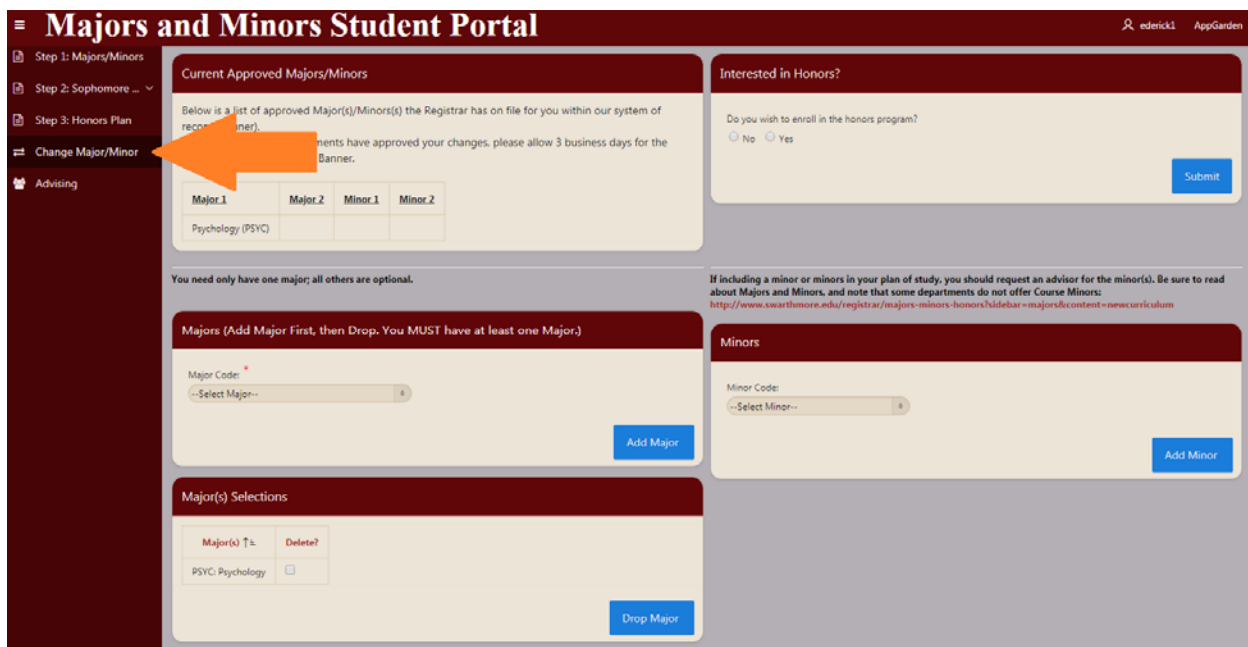 Majors and Minors Student Portal
ederick1 AppGarden
Step 1: Majors/Minors
Step 2: Sophomore ...
Step 3: Honors Plan
Change Major/Minor
Advising
Current Approved Majors/Minors
Below is a list of approved Major(s)/Minors(s) the Registrar has on file for you within our system of
have approved your changes, please allow 3 business days for the
Banner.
Major 1 Major 2 Minor 1 Minor 2
Psychology (PSYC)
Interested in Honors?
Do you wish to enroll in the honors program?
No Yes
Submit
You need only have one major; all others are optional.
If including a minor or minors in your plan of study, you should request an advisor for the minor(s). Be sure to read
about Majors and Minors, and note that some departments do not offer Course Minors:
http://www.swarthmore.edu/registrar/majors-minors-honors?sidebar=majors&content=newcurriculum
Majors (Add Major First, then Drop. You MUST have at least one Major.)
Major Code: *
--Select Major--
Add Major
Minors
Minor Code:
--Select Minor--
Add Minor
Major(s) Selections
Major(s) Delete?
PSYC: Psychology
Drop Major